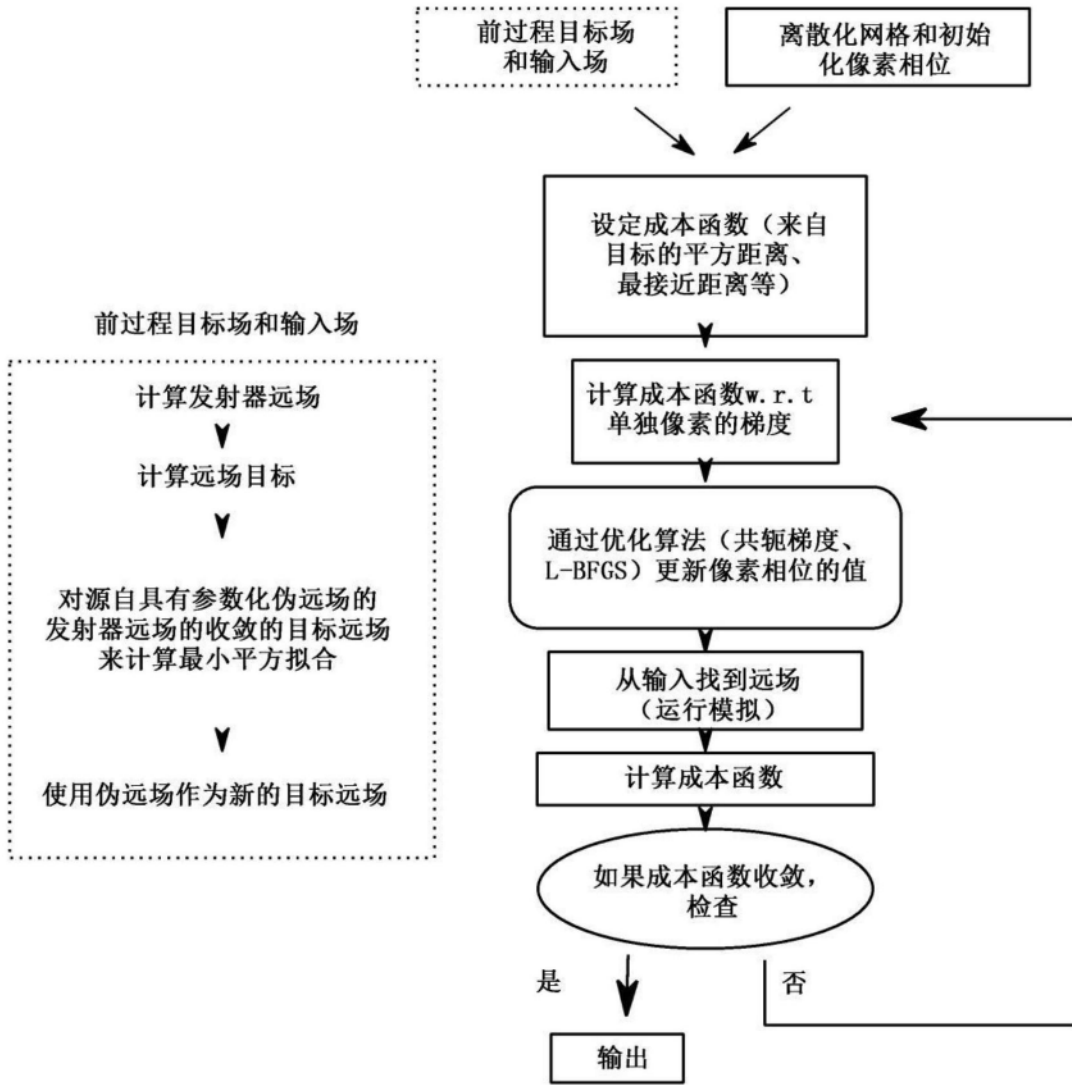 前过程目标场
和输入场
离散化网格和初始
化像素相位
设定成本函数（来自
目标的平方距离、
最接近距离等）
计算成本函数w.r.t
单独像素的梯度
通过优化算法（共轭梯度、
L-BFGS）更新像素相位的值
从输入找到远场
（运行模拟）
计算成本函数
如果成本函数收敛，
检查
是
否
输出
前过程目标场和输入场
计算发射器远场
计算远场目标
对源自具有参数化伪远场的
发射器远场的收敛的目标远场
来计算最小平方拟合
使用伪远场作为新的目标远场